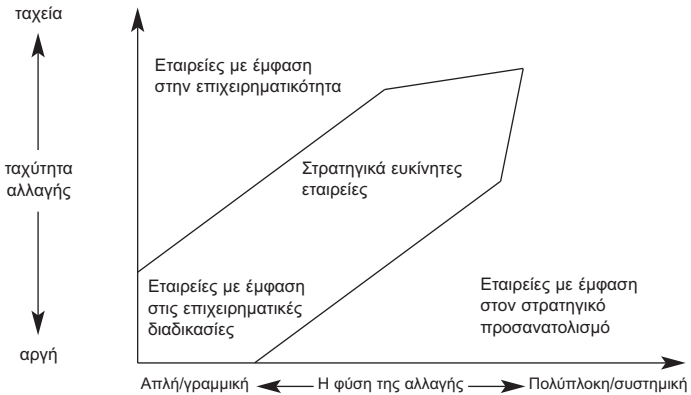 ταχεία
Εταιρείες με έμφαση
στην επιχειρηματικότητα
ταχύτητα
αλλαγής
Στρατηγικά ευκίνητες
εταιρείες
Εταιρείες με έμφαση
στις επιχειρηματικές
διαδικασίες
Εταιρείες με έμφαση
στον στρατηγικό
προσανατολισμό
αργή
Απλή/γραμμική
Η φύση της αλλαγής
Πολύπλοκη/συστημική